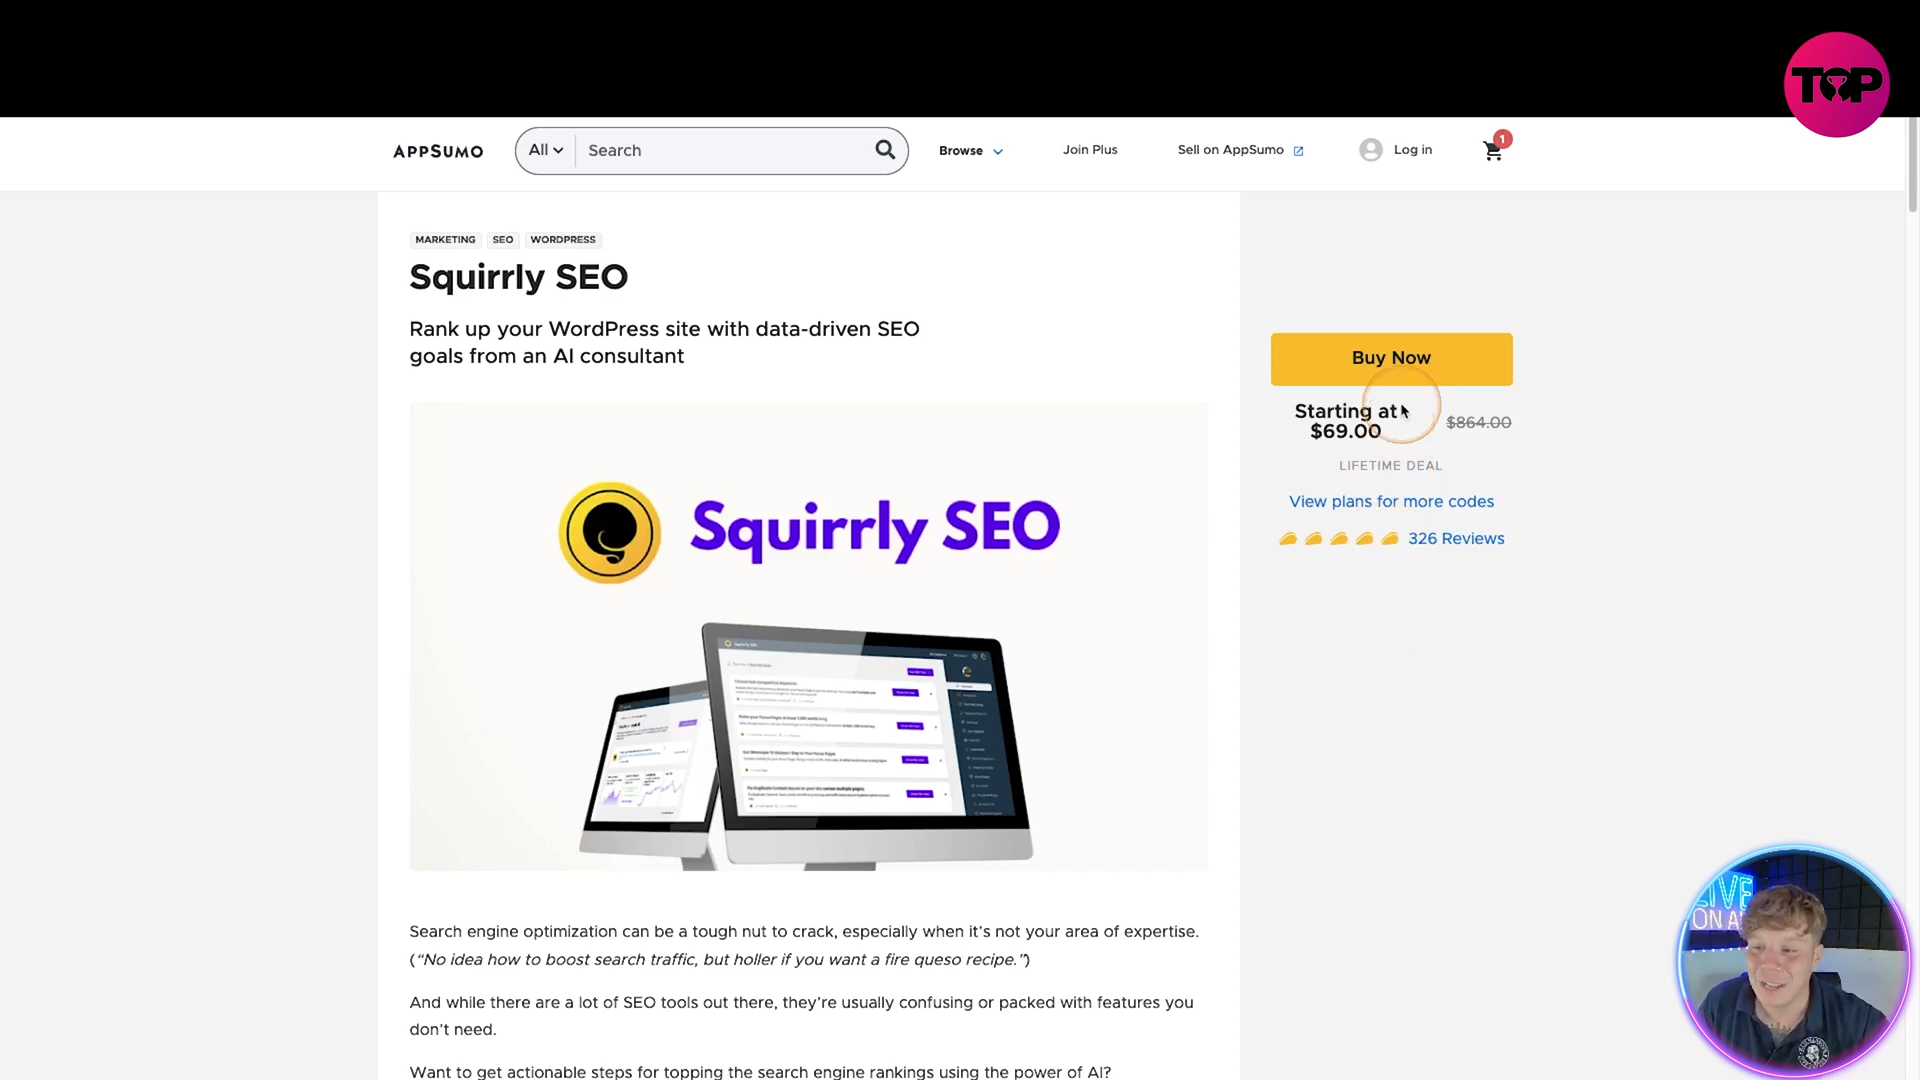 TOP
APPSUMO
All
Search
Browse
Join Plus
Sell on AppSumo
Log in
1
MARKETING
SEO
WORDPRESS
Squirrly SEO
Rank up your WordPress site with data-driven SEO
goals from an AI consultant
Buy Now
Starting at
$69.00
$864.00
LIFETIME DEAL
View plans for more codes
326 Reviews
Squirrly SEO
Search engine optimization can be a tough nut to crack, especially when it’s not your area of expertise.
(“No idea how to boost search traffic, but holler if you want a fire queso recipe.”)
And while there are a lot of SEO tools out there, they’re usually confusing or packed with features you
don’t need.
Want to get actionable steps for topping the search engine rankings using the power of AI?
LIVE
ON A